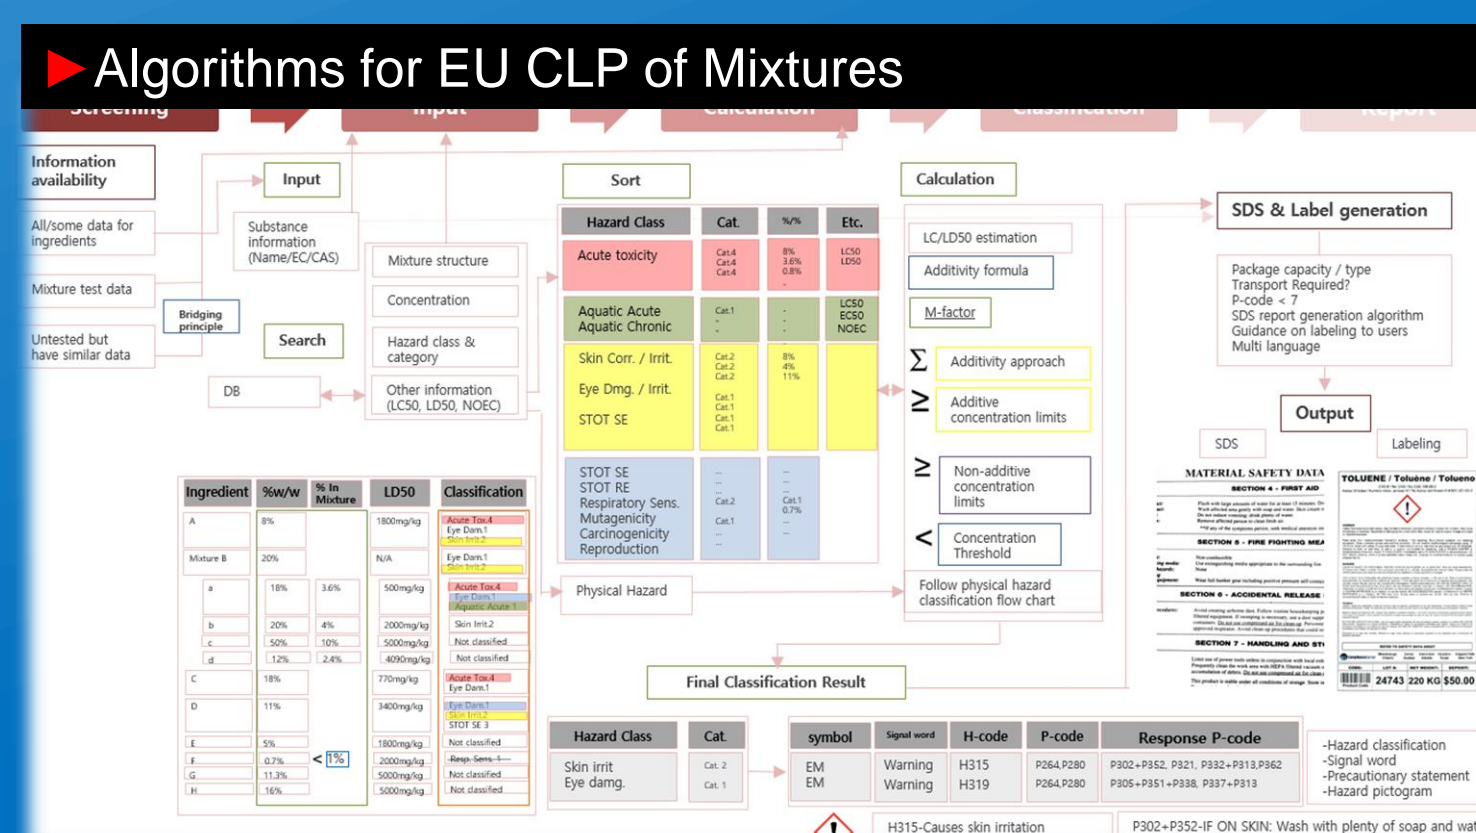 Algorithms for EU CLP of Mixtures
Screening
Input
Calculation
Classification
Report
Information
availability
All/some data for
ingredients
Mixture test data
Untested but
have similar data
Bridging
principle
Input
Substance
information
(Name/EC/CAS)
Search
DB
Mixture structure
Concentration
Hazard class &
category
Other information
(LC50, LD50, NOEC)
Sort
Hazard Class Cat. %/% Etc.
Acute toxicity Cat.4 8% LC50
Cat.4 3.6% LD50
Cat.4 0.8%
-
Aquatic Acute Cat.1 - LC50
Aquatic Chronic - - EC50
- - NOEC
Skin Corr. / Irrit. Cat.2 8%
Cat.2 4%
Cat.2 11%
Eye Dmg. / Irrit. Cat.1
Cat.1
STOT SE Cat.1
Cat.1
STOT SE ... ...
STOT RE ... ...
Respiratory Sens. Cat.2 Cat.1
0.7%
Mutagenicity Cat.1 ...
Carcinogenicity ... ...
Reproduction ...
Physical Hazard
Calculation
LC/LD50 estimation
Additivity formula
M-factor
Σ Additivity approach
≥ Additive
concentration limits
≥ Non-additive
concentration
limits
< Concentration
Threshold
Follow physical hazard
classification flow chart
SDS & Label generation
Package capacity / type
Transport Required?
P-code < 7
SDS report generation algorithm
Guidance on labeling to users
Multi language
Output
SDS
Labeling
MATERIAL SAFETY DATA
SECTION 4 - FIRST AID
SECTION 5 - FIRE FIGHTING MEA
SECTION 6 - ACCIDENTAL RELEASE
SECTION 7 - HANDLING AND ST
TOLUENE / Toluène / Tolueno
CODE: LOT #: NET WEIGHT: DEPOSIT:
24743 220 KG $50.00
Ingredient %w/w % In Mixture LD50 Classification
A 8% 1800mg/kg Acute Tox.4
Eye Dam.1
Skin Irrit.2
Mixture B 20% N/A Eye Dam.1
Skin Irrit.2
a 18% 3.6% 500mg/kg Acute Tox.4
Eye Dam.1
Aquatic Acute 1
b 20% 4% 2000mg/kg Skin Irrit.2
c 50% 10% 5000mg/kg Not classified
d 12% 2.4% 4090mg/kg Not classified
C 18% 770mg/kg Acute Tox.4
Eye Dam.1
D 11% 3400mg/kg Eye Dam.1
Skin Irrit.2
STOT SE 3
E 5% 1800mg/kg Not classified
F 0.7% < 1% 2000mg/kg Resp. Sens. 1
G 11.3% 5000mg/kg Not classified
H 16% 5000mg/kg Not classified
Final Classification Result
Hazard Class Cat.
Skin irrit Cat. 2
Eye damg. Cat. 1
symbol Signal word H-code P-code Response P-code
EM Warning H315 P264,P280 P302+P352, P321, P332+P313,P362
EM Warning H319 P264,P280 P305+P351+P338, P337+P313
-Hazard classification
-Signal word
-Precautionary statement
-Hazard pictogram
H315-Causes skin irritation
P302+P352-IF ON SKIN: Wash with plenty of soap and wat